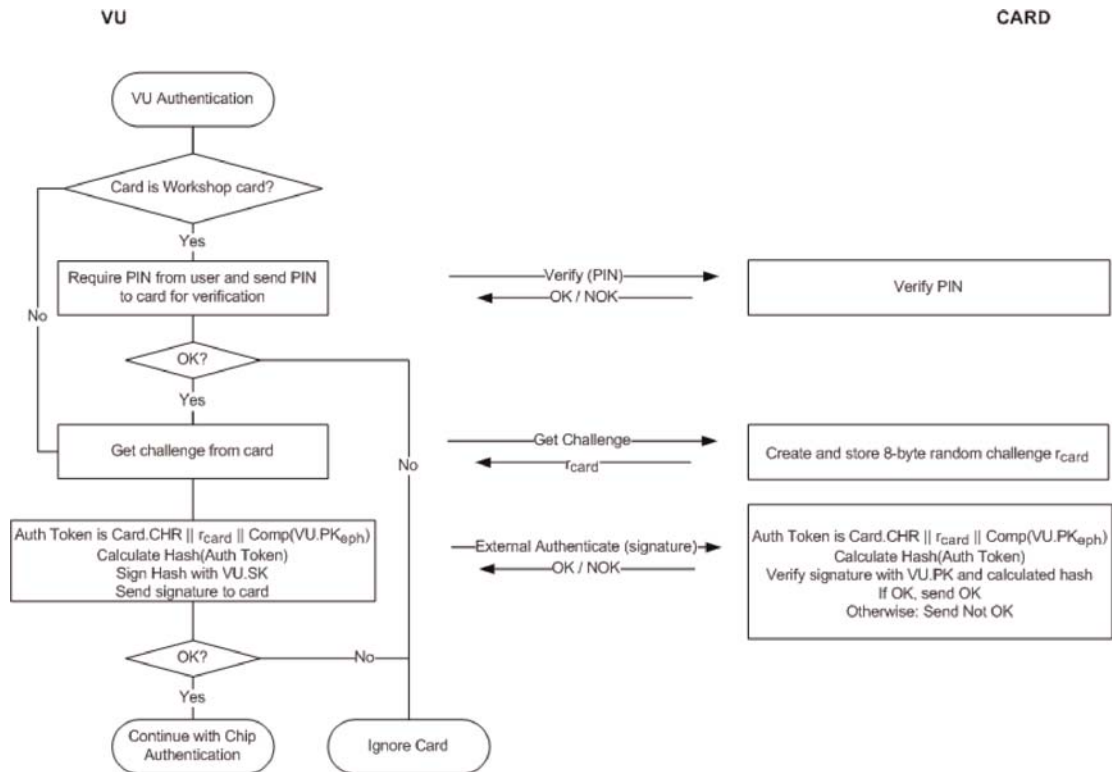 VU
CARD
VU Authentication
Card is Workshop card?
Yes
Require PIN from user and send PIN
to card for verification
Verify (PIN)
OK / NOK
Verify PIN
No
OK?
Yes
Get challenge from card
No
Get Challenge
rcard
Create and store 8-byte random challenge rcard
Auth Token is Card.CHR || rcard || Comp(VU.PKeph)
Calculate Hash(Auth Token)
Sign Hash with VU.SK
Send signature to card
External Authenticate (signature)
OK / NOK
Auth Token is Card.CHR || rcard || Comp(VU.PKeph)
Calculate Hash(Auth Token)
Verify signature with VU.PK and calculated hash
If OK, send OK
Otherwise: Send Not OK
OK?
No
Yes
Continue with Chip
Authentication
Ignore Card